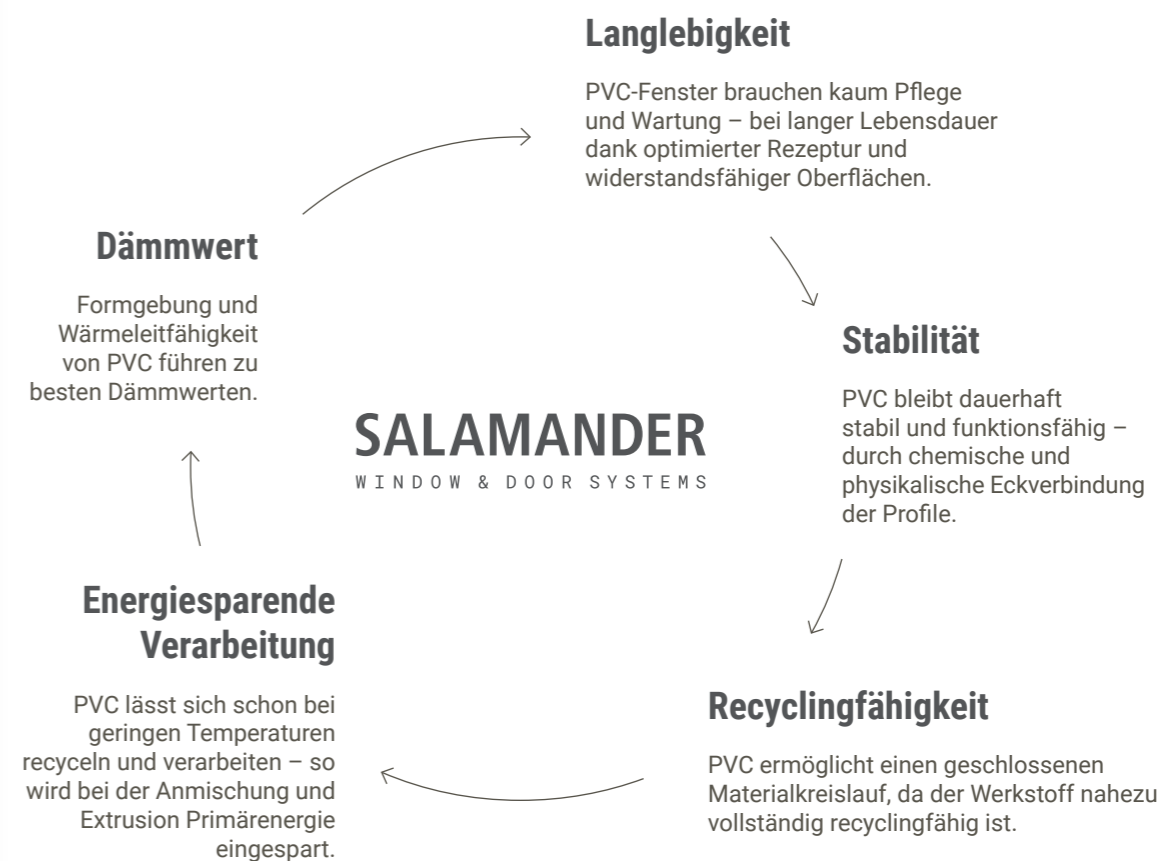 Langlebigkeit
PVC-Fenster brauchen kaum Pflege
und Wartung – bei langer Lebensdauer
dank optimierter Rezeptur und
widerstandsfähiger Oberflächen.
Stabilität
PVC bleibt dauerhaft
stabil und funktionsfähig –
durch chemische und
physikalische Eckverbindung
der Profile.
Recyclingfähigkeit
PVC ermöglicht einen geschlossenen
Materialkreislauf, da der Werkstoff nahezu
vollständig recyclingfähig ist.
Energiesparende
Verarbeitung
PVC lässt sich schon bei
geringen Temperaturen
recyceln und verarbeiten – so
wird bei der Anmischung und
Extrusion Primärenergie
eingespart.
Dämmwert
Formgebung und
Wärmeleitfähigkeit
von PVC führen zu
besten Dämmwerten.
SALAMANDER
WINDOW & DOOR SYSTEMS